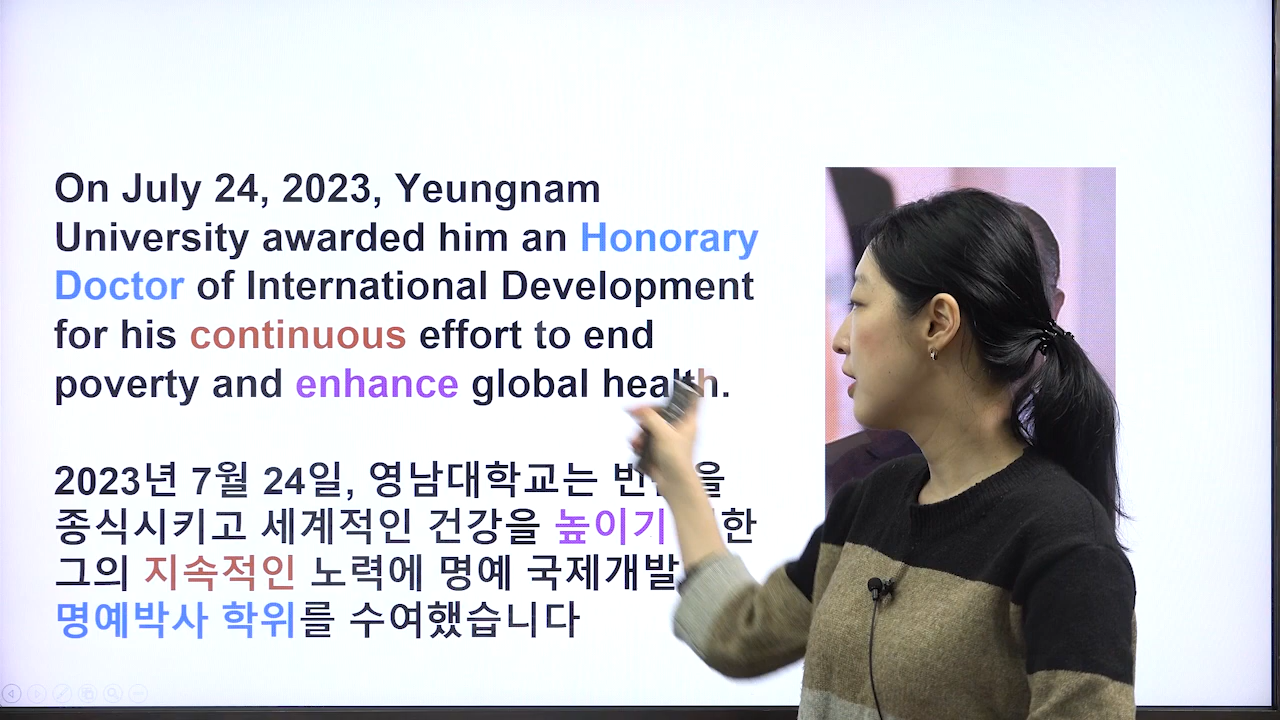 On July 24, 2023, Yeungnam
University awarded him an Honorary
Doctor of International Development
for his continuous effort to end
poverty and enhance global health.
2023년 7월 24일, 영남대학교는
종식시키고 세계적인 건강을 높이기
그의 지속적인 노력에 명예 국제개발
명예박사 학위를 수여했습니다